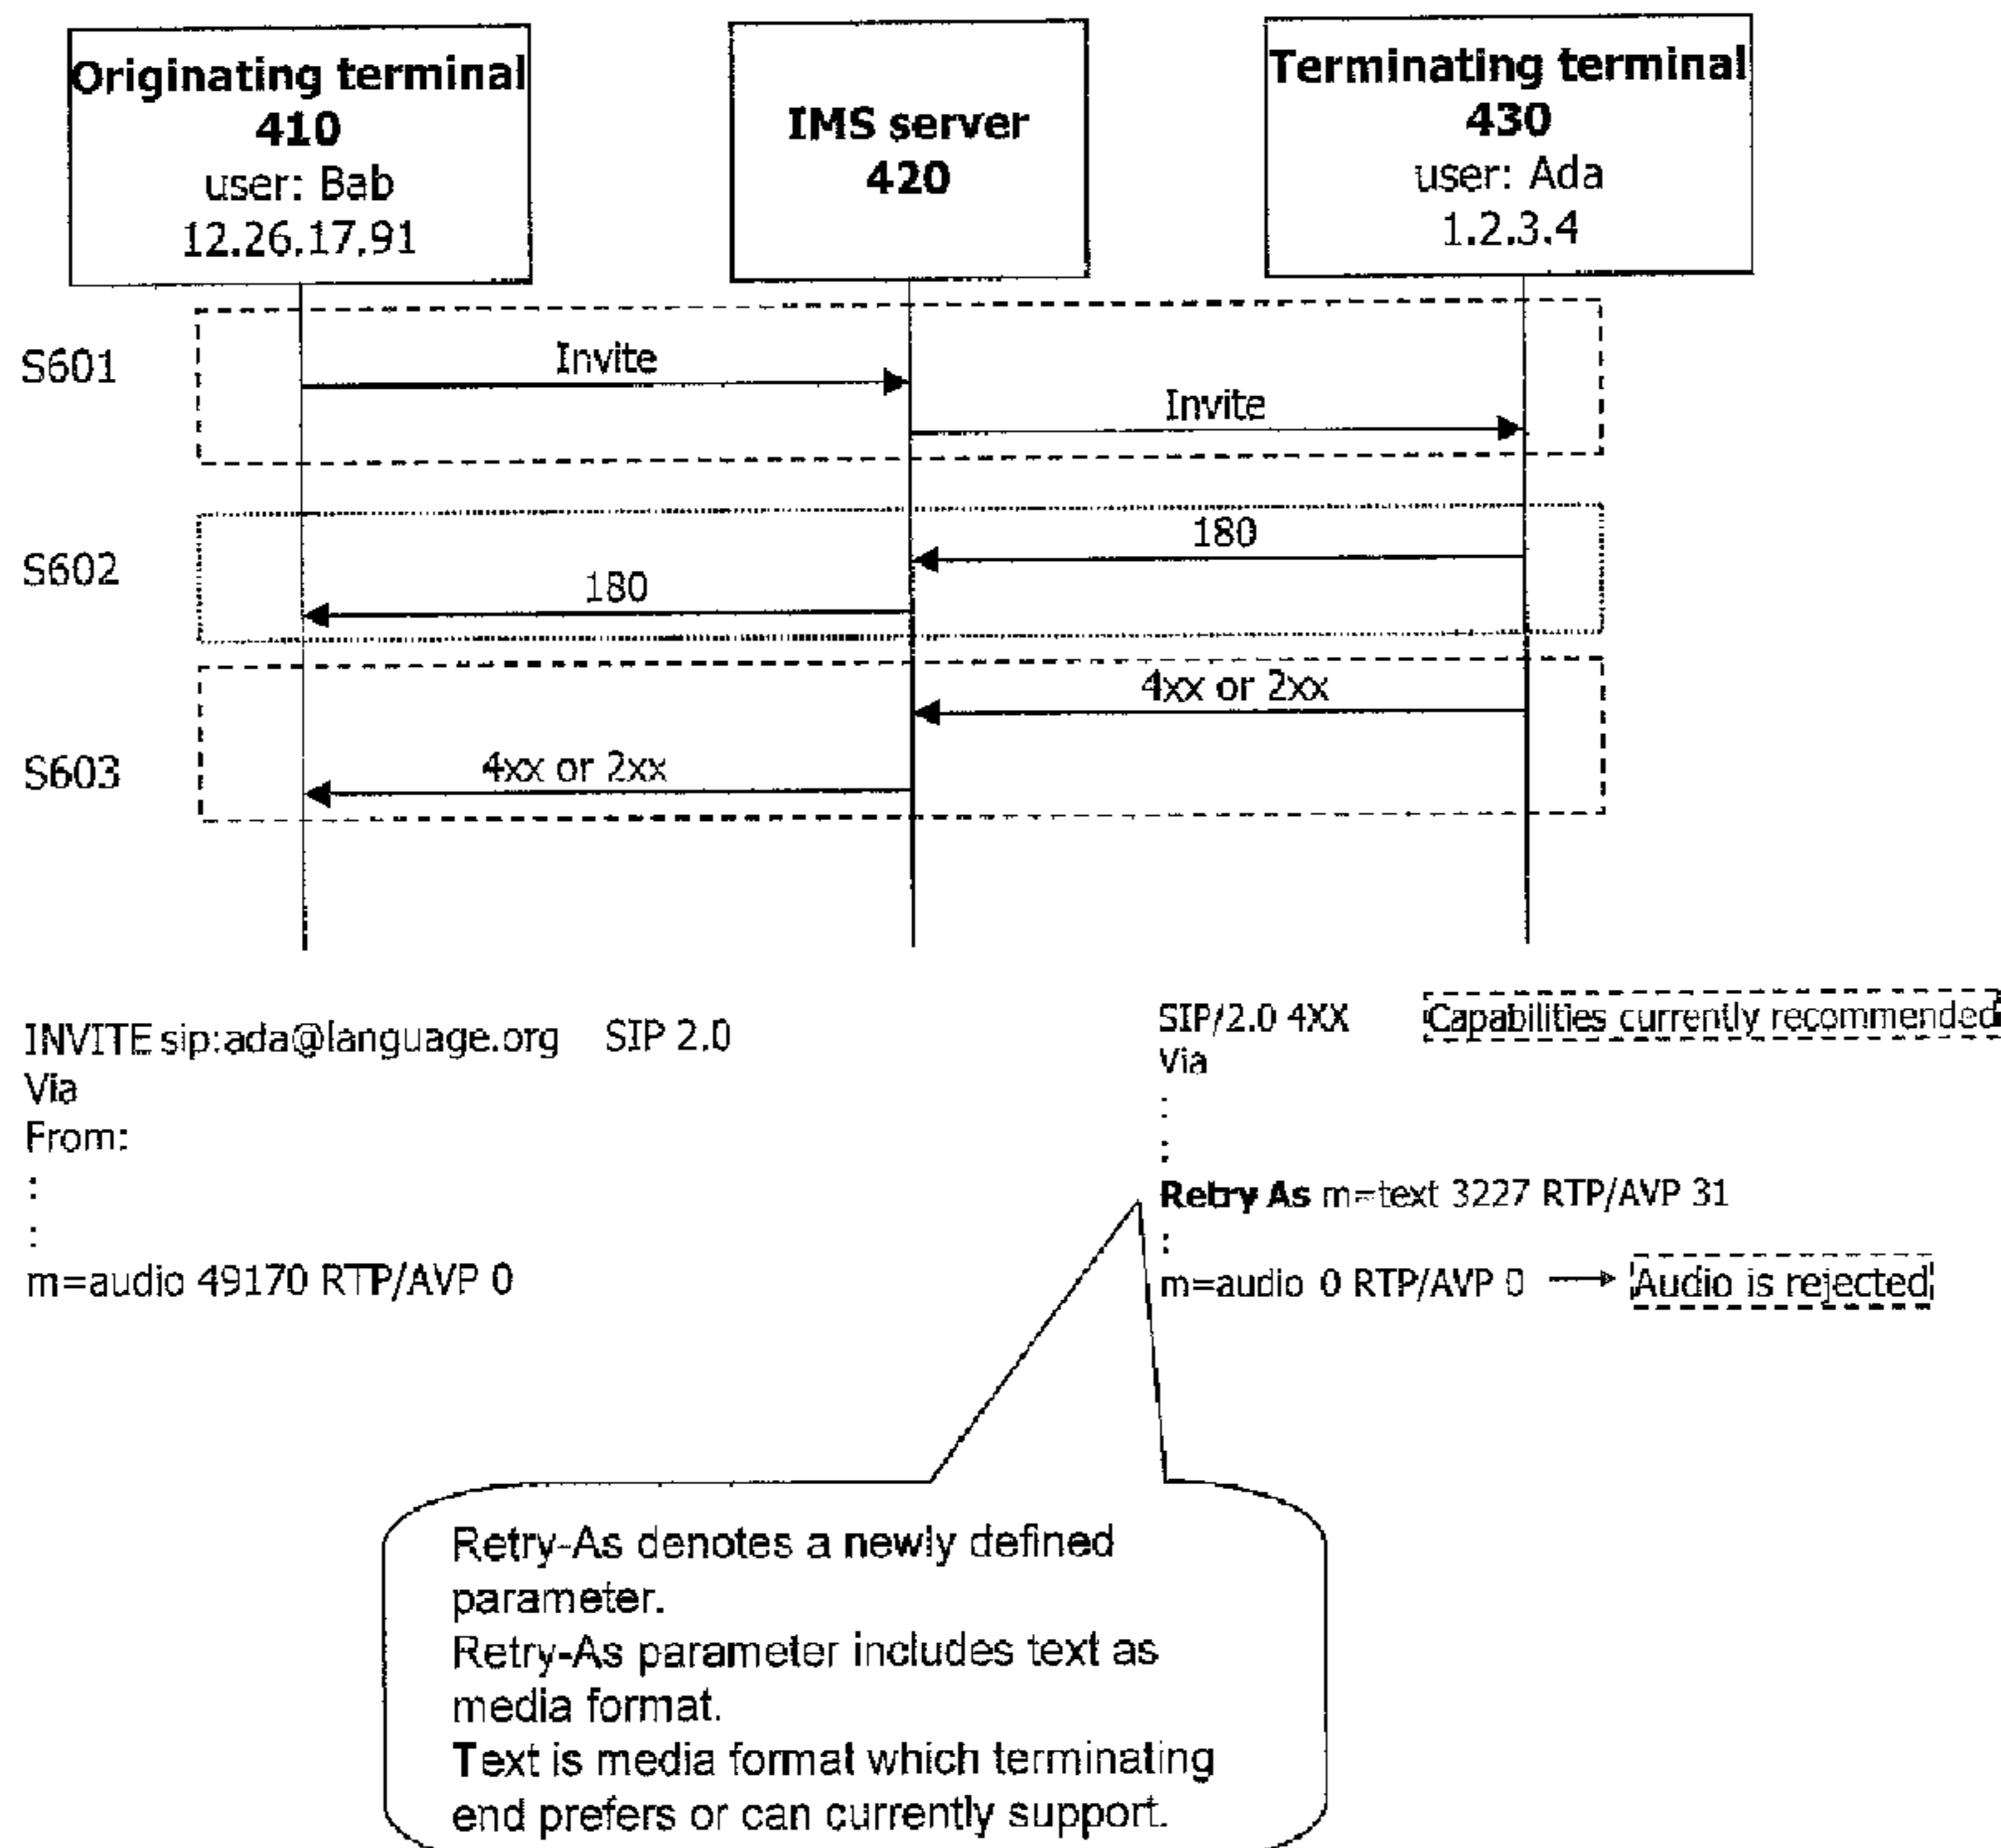 Originating terminal
410
user: Bab
12.26.17.91
IMS server
420
Terminating terminal
430
user: Ada
1.2.3.4
S601
Invite
Invite
S602
180
180
S603
4xx or 2xx
4xx or 2xx
INVITE sip:ada@language.org SIP 2.0
Via
From:
:
:
m=audio 49170 RTP/AVP 0
SIP/2.0 4XX Capabilities currently recommended
Via
:
:
Retry As m=text 3227 RTP/AVP 31
:
m=audio 0 RTP/AVP 0 → Audio is rejected
Retry-As denotes a newly defined
parameter.
Retry-As parameter includes text as
media format.
Text is media format which terminating
end prefers or can currently support.